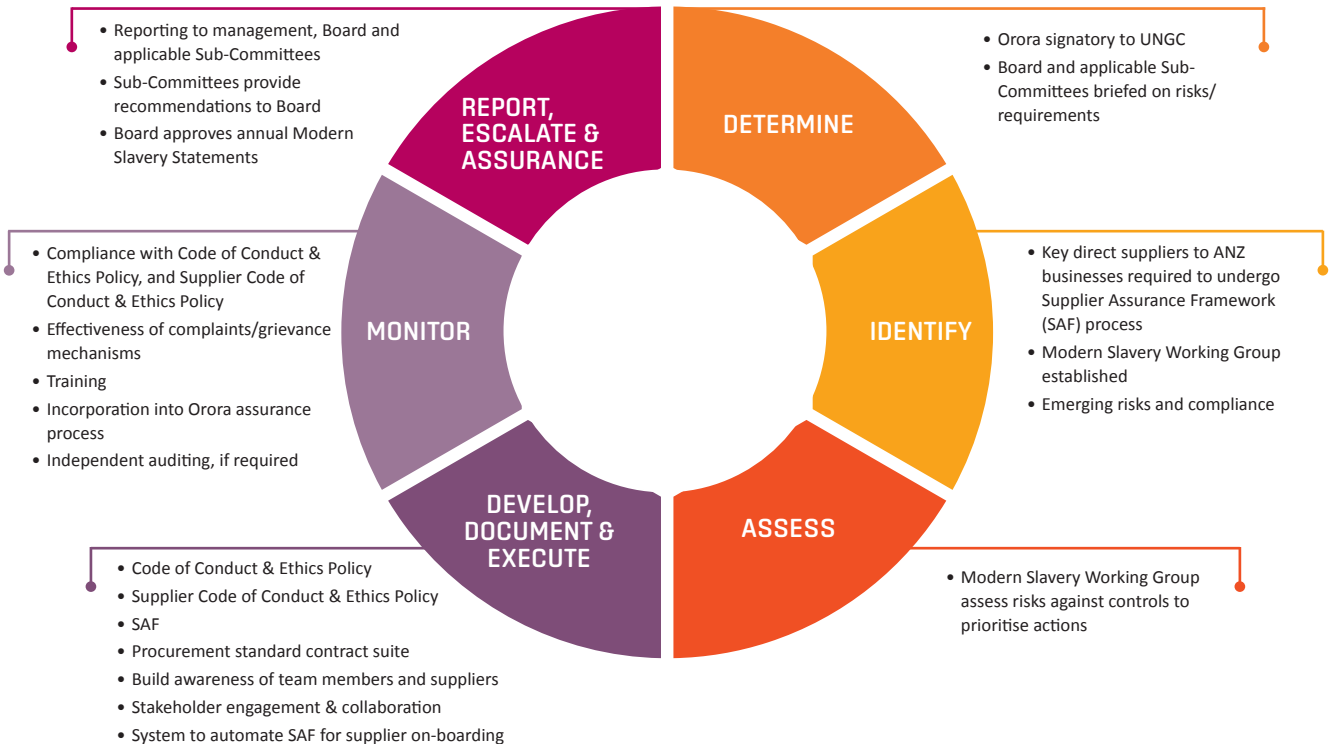 • Reporting to management, Board and
applicable Sub-Committees
• Sub-Committees provide
recommendations to Board
• Board approves annual Modern
Slavery Statements
REPORT,
ESCALATE &
ASSURANCE
DETERMINE
• Orora signatory to UNGC
• Board and applicable Sub-
Committees briefed on risks/
requirements
• Compliance with Code of Conduct &
Ethics Policy, and Supplier Code of
Conduct & Ethics Policy
• Effectiveness of complaints/grievance
mechanisms
• Training
• Incorporation into Orora assurance
process
• Independent auditing, if required
MONITOR
IDENTIFY
• Key direct suppliers to ANZ
businesses required to undergo
Supplier Assurance Framework
(SAF) process
• Modern Slavery Working Group
established
• Emerging risks and compliance
DEVELOP,
DOCUMENT &
EXECUTE
ASSESS
• Code of Conduct & Ethics Policy
• Supplier Code of Conduct & Ethics Policy
• SAF
• Procurement standard contract suite
• Build awareness of team members and suppliers
• Stakeholder engagement & collaboration
• System to automate SAF for supplier on-boarding
• Modern Slavery Working Group
assess risks against controls to
prioritise actions